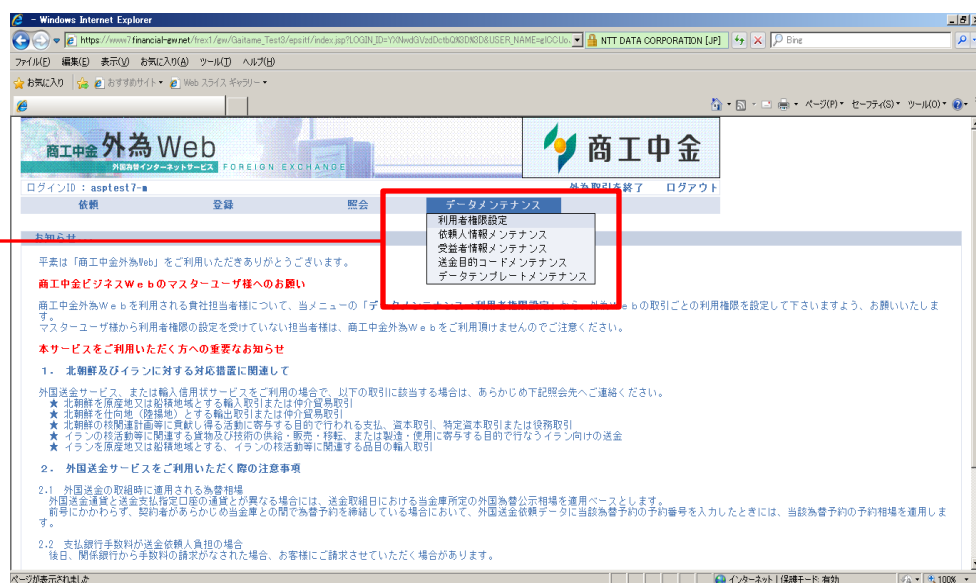 - Windows Internet Explorer
https://www7.financial-gw.net/frex1/gw/Gaitame_Test3/epsitf/index.jsp?LOGIN_ID=
NTT DATA CORPORATION [JP]
Bing
ファイル(F) 編集(E) 表示(V) お気に入り(A) ツール(T) ヘルプ(H)
お気に入り おすすめサイト Web スライス ギャラリー
ページ(P) セーフティ(S) ツール(O)
商工中金 外為Web
外国為替インターネットサービス FOREIGN EXCHANGE
商工中金
ログインID : asptest7-m 外為取引を終了 ログアウト
依頼 登録 照会 データメンテナンス
利用者権限設定
依頼人情報メンテナンス
受益者情報メンテナンス
送金目的コードメンテナンス
データテンプレートメンテナンス
お知らせ
平素は「商工中金外為Web」をご利用いただきありがとうございます。
商工中金ビジネスWebのマスターユーザ様へのお願い
商工中金外為Webを利用される貴社担当者様について、当メニューの「データメンテナンス→利用者権限設定」から、外為Webの取引ごとの利用権限を設定して下さいますよう、お願いいたしま
す。
マスターユーザ様から利用者権限の設定を受けていない担当者様は、商工中金外為Webをご利用頂けませんのでご注意ください。
本サービスをご利用いただく方への重要なお知らせ
1. 北朝鮮及びイランに対する対応措置に関連して
外国送金サービス、または輸入信用状サービスをご利用の場合で、以下の取引に該当する場合は、あらかじめ下記照会先へご連絡ください。
★ 北朝鮮を原産地又は船積地域とする輸入取引または仲介貿易取引
★ 北朝鮮を仕向地（陸揚地）とする輸出取引または仲介貿易取引
★ 北朝鮮の核関連計画等に貢献し得る活動に寄与する目的で行われる支払、資本取引、特定資本取引または役務取引
★ イランの核活動等に関連する貨物及び技術の供給・販売・移転、または製造・使用に寄与する目的で行なうイラン向けの送金
★ イランを原産地又は船積地域とする、イランの核活動等に関連する品目の輸入取引
2. 外国送金サービスをご利用いただく際の注意事項
2.1 外国送金の取組時に適用される為替相場
外国送金通貨と送金支払指定口座の通貨とが異なる場合には、送金取組日における当金庫所定の外国為替公示相場を適用ベースとします。
前号にかかわらず、契約者があらかじめ当金庫との間で為替予約を締結している場合において、外国送金依頼データに当該為替予約の予約番号を入力したときには、当該為替予約の予約相場を適用しま
す。
2.2 支払銀行手数料が送金依頼人負担の場合
後日、関係銀行から手数料の請求がなされた場合、お客様にご請求させていただく場合があります。
ページが表示されました インターネット | 保護モード: 有効 100%